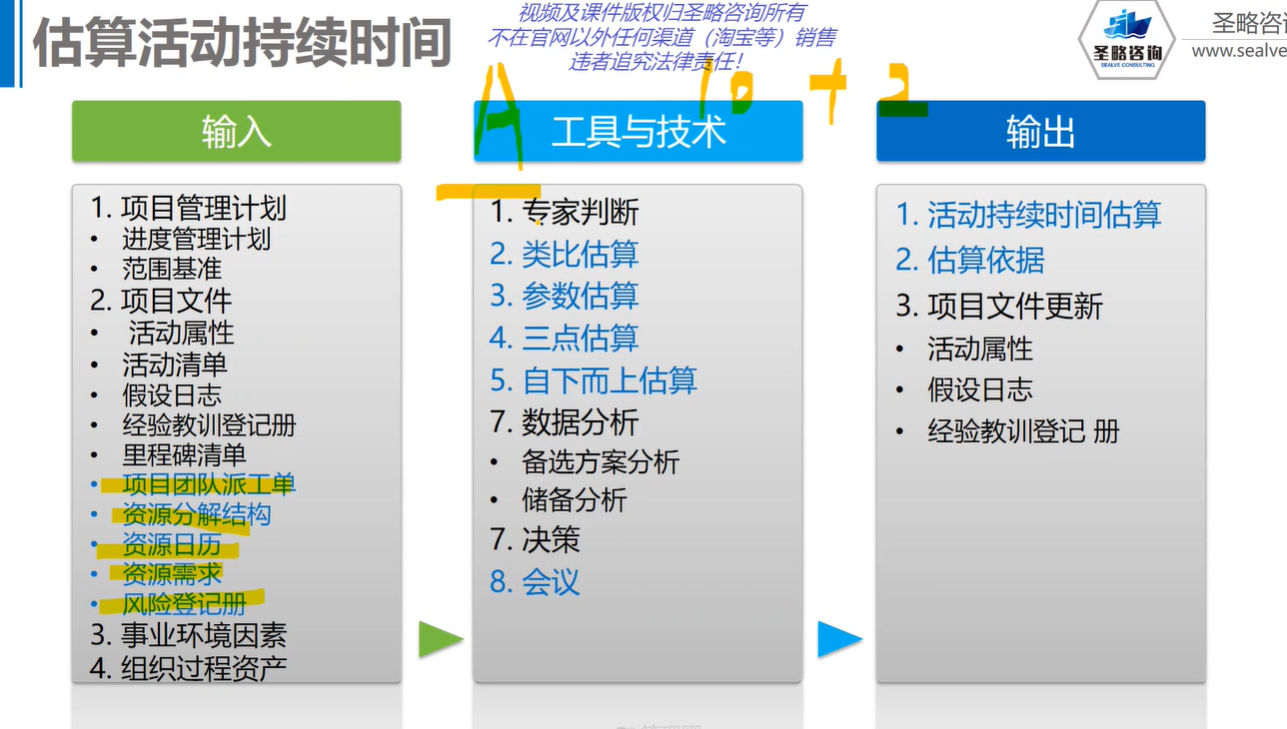 估算活动持续时间
视频及课件版权归圣略咨询所有
不在官网以外任何渠道（淘宝等）销售
违者追究法律责任！
圣略咨询
SEALVE CONSULTING
圣略咨
www.sealve
A 10 + 2
输入
1. 项目管理计划
• 进度管理计划
• 范围基准
2. 项目文件
• 活动属性
• 活动清单
• 假设日志
• 经验教训登记册
• 里程碑清单
• 项目团队派工单
• 资源分解结构
• 资源日历
• 资源需求
• 风险登记册
3. 事业环境因素
4. 组织过程资产
工具与技术
1. 专家判断
2. 类比估算
3. 参数估算
4. 三点估算
5. 自下而上估算
7. 数据分析
• 备选方案分析
• 储备分析
7. 决策
8. 会议
输出
1. 活动持续时间估算
2. 估算依据
3. 项目文件更新
• 活动属性
• 假设日志
• 经验教训登记 册